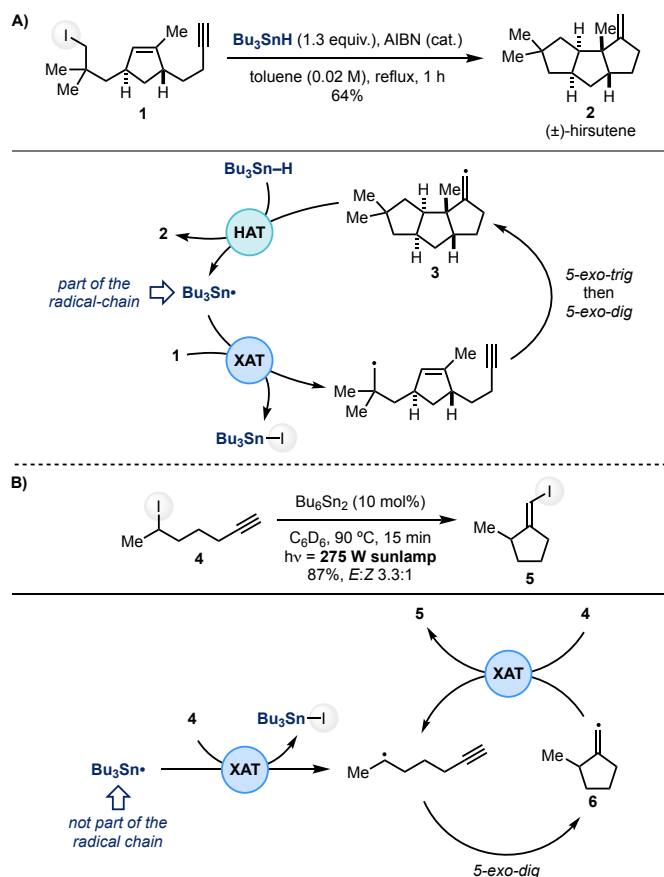 A)
I
Me
Me
Me
H
H
1
Bu₃SnH (1.3 equiv.), AIBN (cat.)
toluene (0.02 M), reflux, 1 h
64%
Me
Me
H
Me
H
H
2
(±)-hirsutene
Bu₃Sn–H
HAT
2
part of the
radical-chain
Bu₃Sn•
1
XAT
Bu₃Sn–I
Me
Me
H
Me
H
H
3
5-exo-trig
then
5-exo-dig
Me
Me
Me
H
H
B)
I
Me
4
Bu₆Sn₂ (10 mol%)
C₆D₆, 90 ºC, 15 min
hν = 275 W sunlamp
87%, E:Z 3.3:1
I
Me
5
5
4
XAT
4
Bu₃Sn–I
Bu₃Sn•
XAT
not part of the
radical chain
Me
Me
6
5-exo-dig